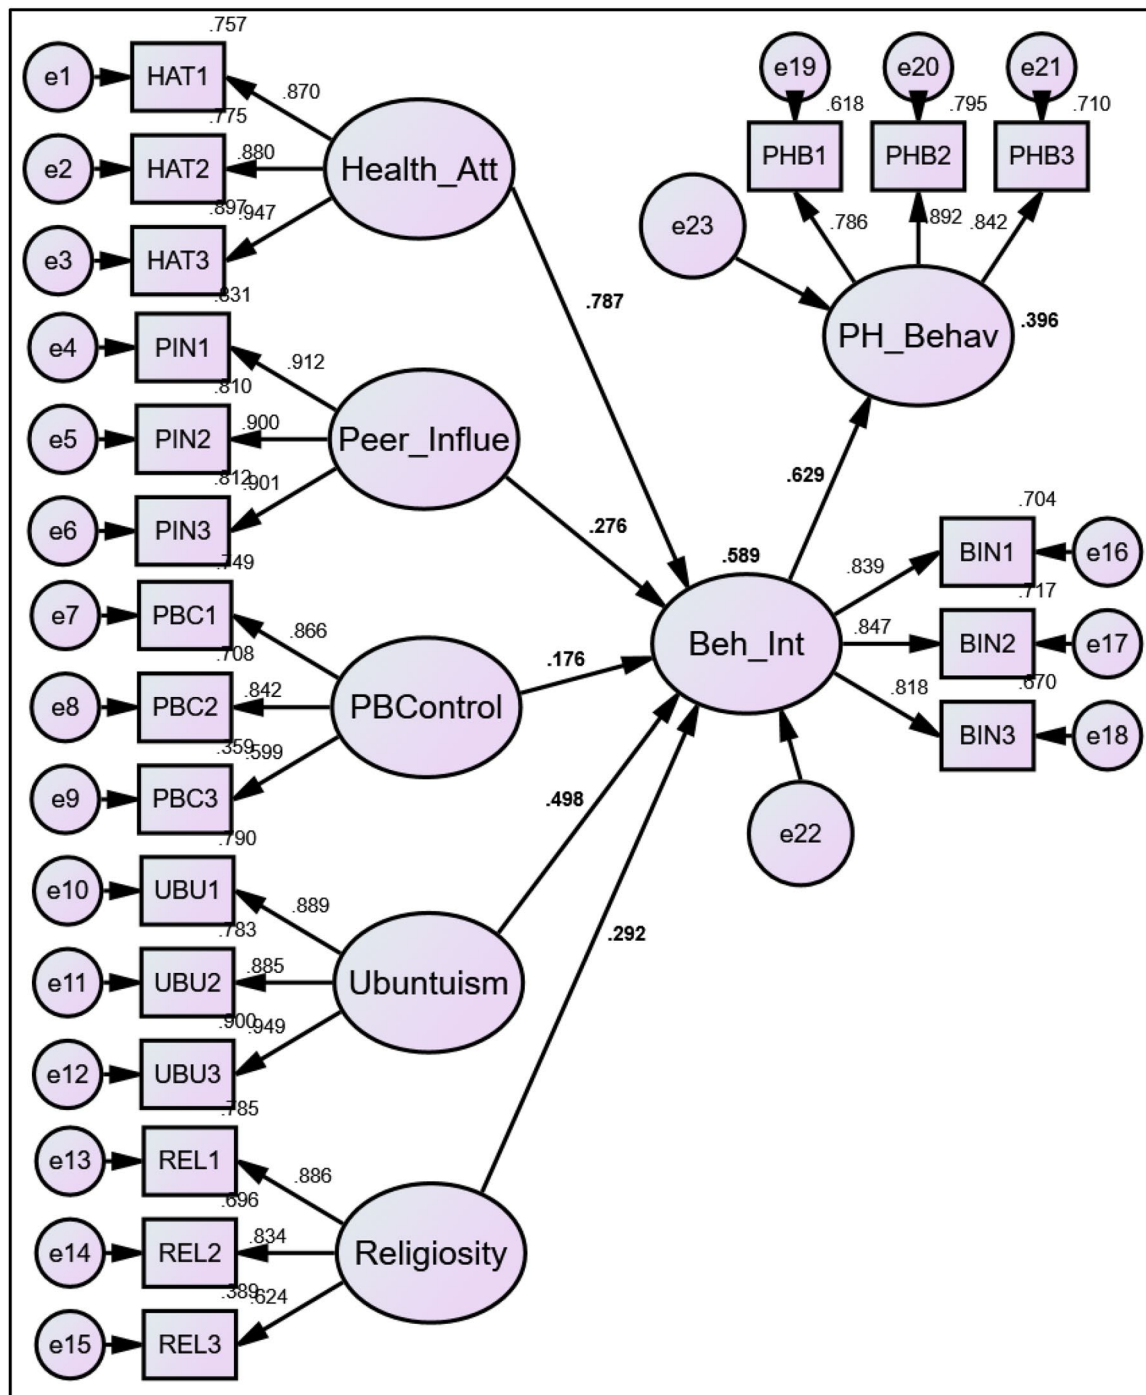 .757
e1
HAT1
.870
.775
e2
HAT2
.880
Health_Att
.897
.947
e3
HAT3
.831
e4
PIN1
.912
.810
e5
PIN2
.900
Peer_Influe
.812
.901
e6
PIN3
.749
e7
PBC1
.866
.708
e8
PBC2
.842
PBControl
.359
.599
e9
PBC3
.790
e10
UBU1
.889
.783
e11
UBU2
.885
Ubuntuism
.900
.949
e12
UBU3
.785
e13
REL1
.886
.696
e14
REL2
.834
Religiosity
.389
.624
e15
REL3
.787
.276
.176
.498
.292
e19
e20
e21
.618
.795
.710
PHB1
PHB2
PHB3
e23
.786
.892
.842
PH_Behav
.396
.629
.589
Beh_Int
e22
.704
.839
BIN1
e16
.717
.847
BIN2
e17
.670
.818
BIN3
e18